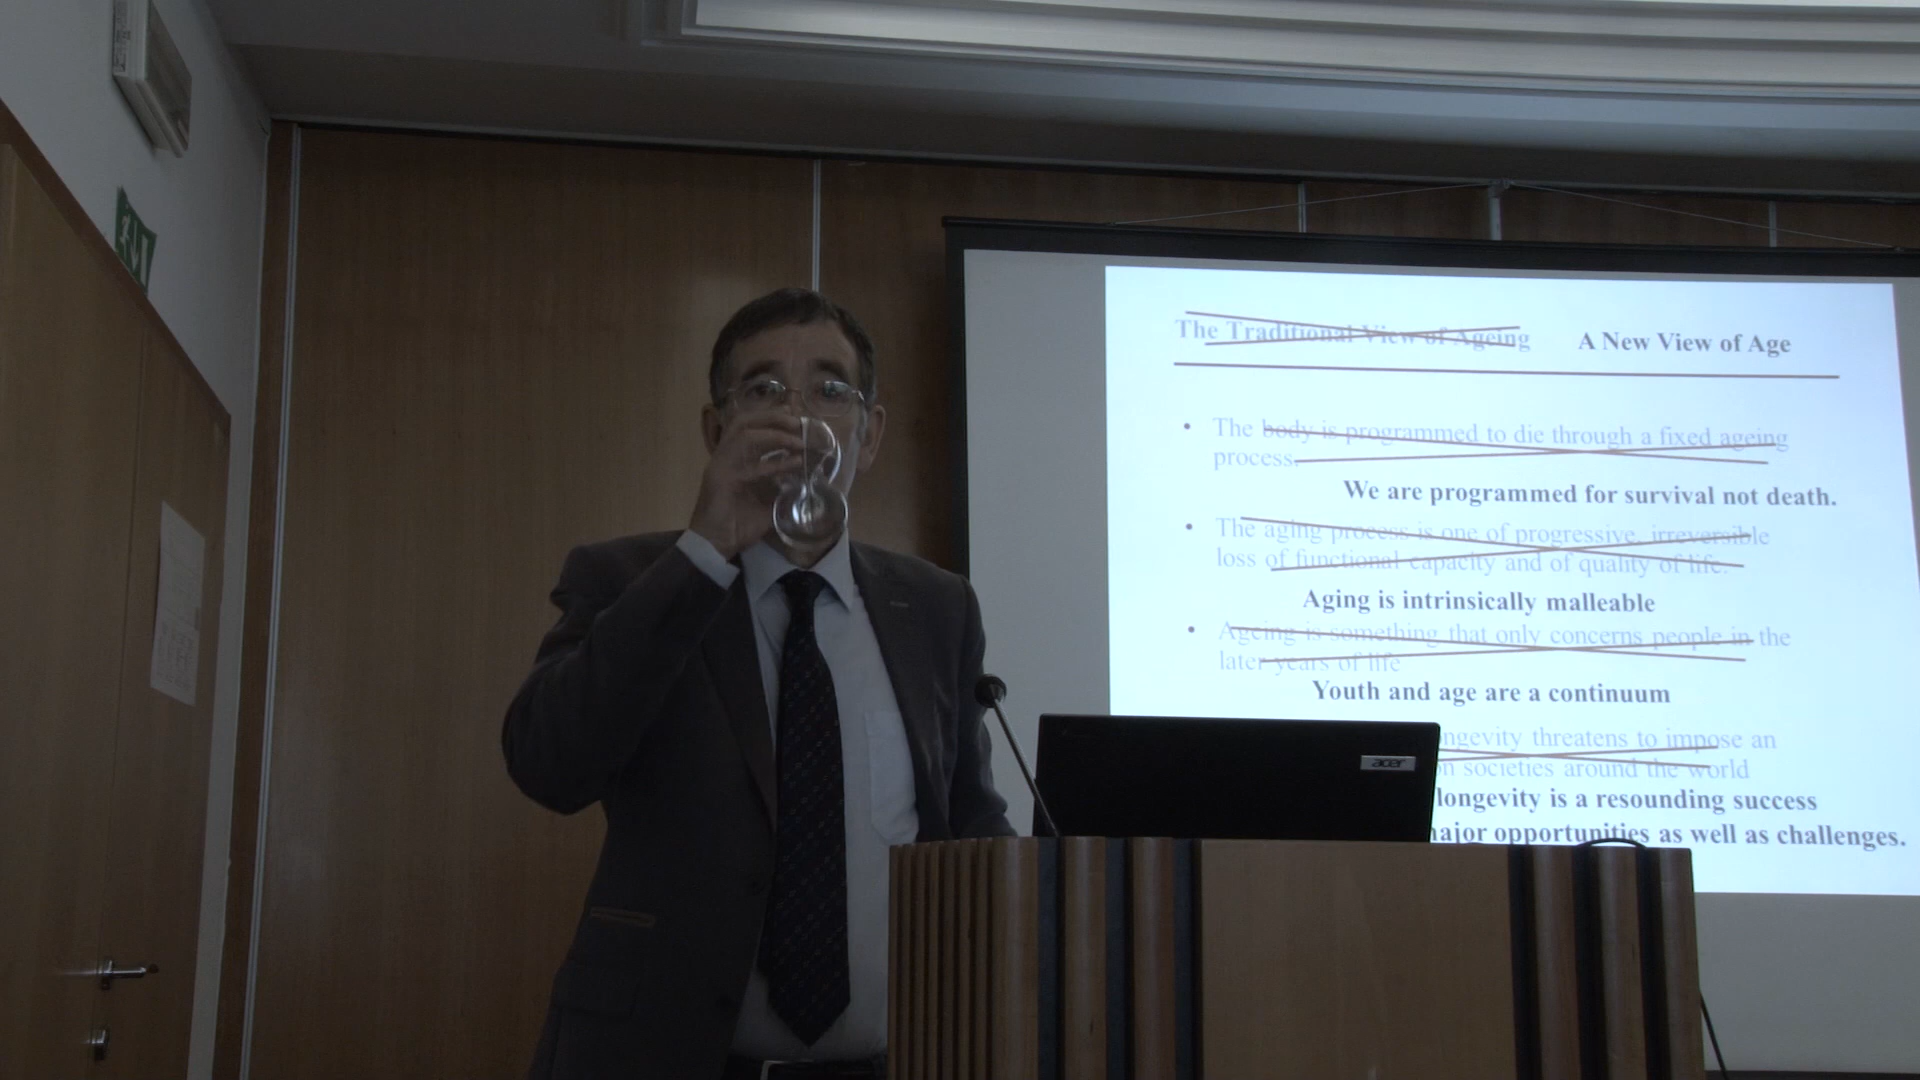 The Traditional View of Ageing A New View of Age
• The body is programmed to die through a fixed ageing
process.
We are programmed for survival not death.
• The aging process is one of progressive, irreversible
loss of functional capacity and of quality of life.
Aging is intrinsically malleable
• Ageing is something that only concerns people in the
later years of life
Youth and age are a continuum
threatens to impose an
societies around the world
longevity is a resounding success
opportunities as well as challenges.
acer